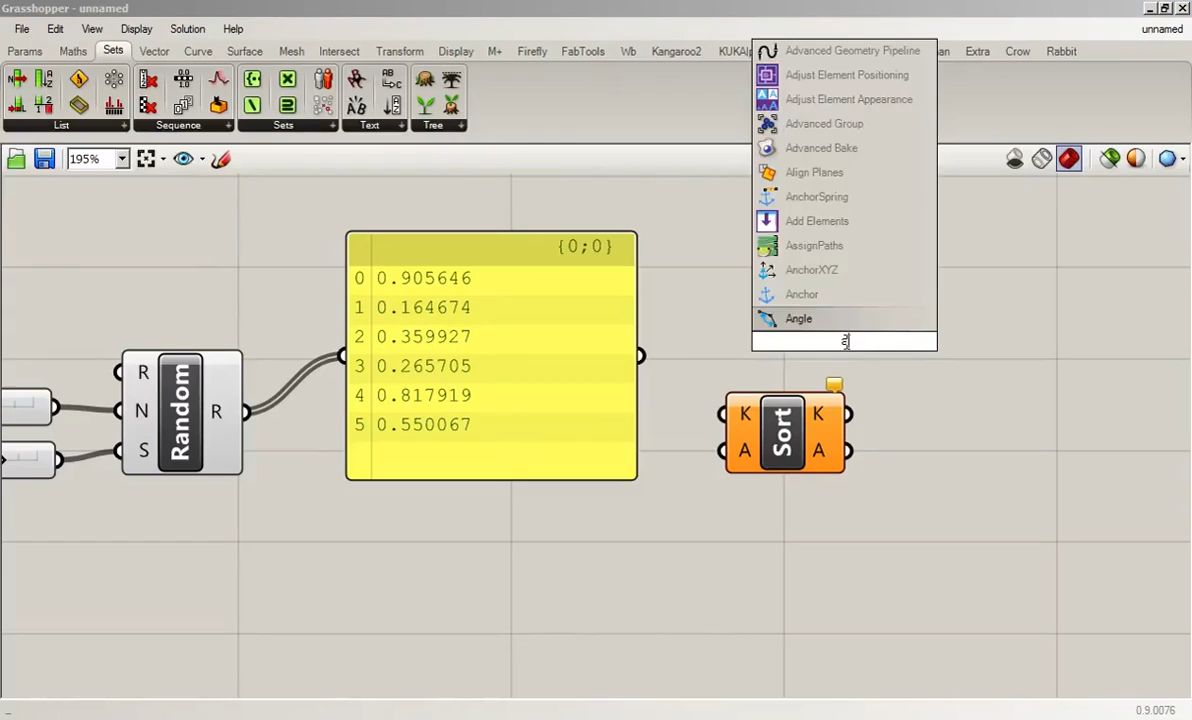 Grasshopper - unnamed
File Edit View Display Solution Help unnamed
Params Maths Sets Vector Curve Surface Mesh Intersect Transform Display M+ Firefly FabTools Wb Kangaroo2 Extra Crow Rabbit
List Sequence Sets Text Tree
195%
Advanced Geometry Pipeline
Adjust Element Positioning
Adjust Element Appearance
Advanced Group
Advanced Bake
Align Planes
AnchorSpring
Add Elements
AssignPaths
AnchorXYZ
Anchor
Angle
{0;0}
0 0.905646
1 0.164674
2 0.359927
3 0.265705
4 0.817919
5 0.550067
R
N
S
Random
R
K
A
Sort
K
A
0.9.0076